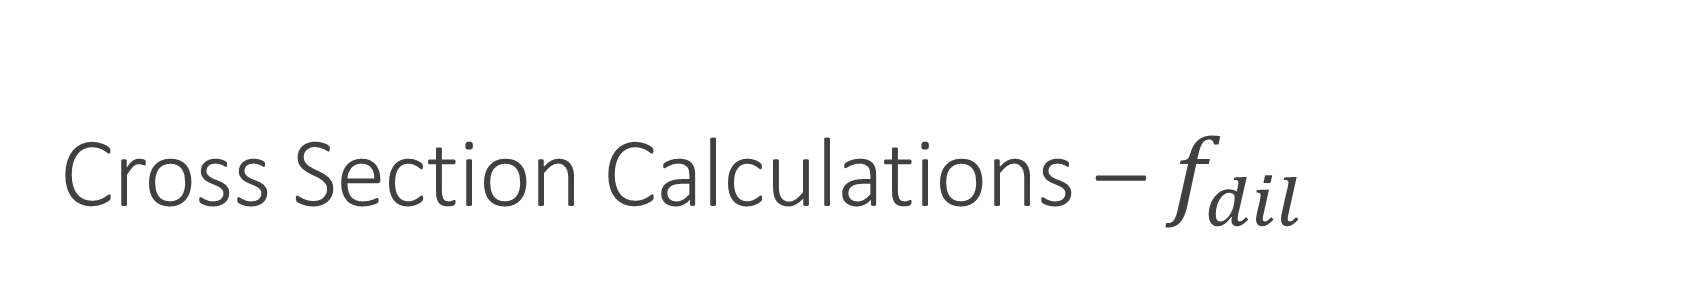 Cross Section Calculations – f_dil